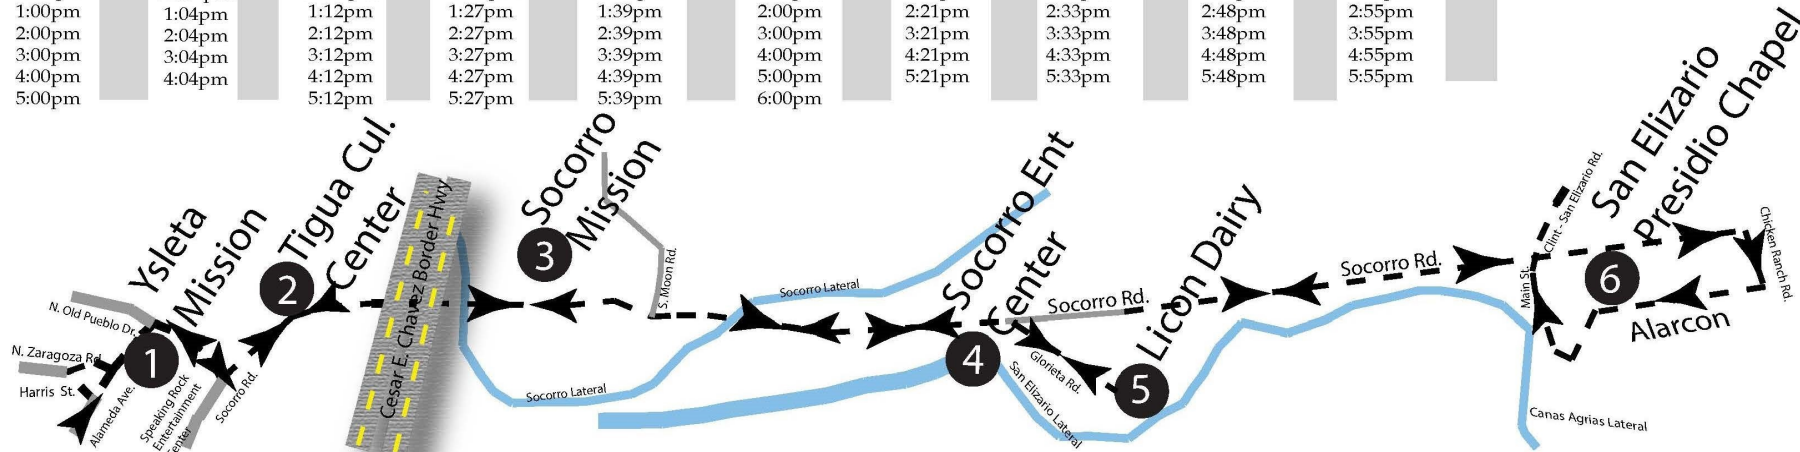 1:00pm 1:04pm 1:12pm 1:27pm 1:39pm 2:00pm 2:21pm 2:33pm 2:48pm 2:55pm
2:00pm 2:04pm 2:12pm 2:27pm 2:39pm 3:00pm 3:21pm 3:33pm 3:48pm 3:55pm
3:00pm 3:04pm 3:12pm 3:27pm 3:39pm 4:00pm 4:21pm 4:33pm 4:48pm 4:55pm
4:00pm 4:04pm 4:12pm 4:27pm 4:39pm 5:00pm 5:21pm 5:33pm 5:48pm 5:55pm
5:00pm 5:12pm 5:27pm 5:39pm 6:00pm
Ysleta
Mission
1
N. Old Pueblo Dr.
N. Zaragoza Rd.
Harris St.
Alameda Ave.
Speaking Rock
Entertainment
Center
Socorro Rd.
2
Tigua Cul.
Center
Cesar E. Chavez Border Hwy
3
Socorro
Mission
S. Moon Rd.
Socorro Lateral
Socorro Lateral
4
Socorro Ent
Center
Socorro Rd.
Glorieta Rd.
San Elizario Lateral
5
Licon Dairy
Socorro Rd.
Main St.
Clint - San Elizario Rd.
6
San Elizario
Presidio Chapel
Chicken Ranch Rd.
Alarcon
Canas Agrias Lateral